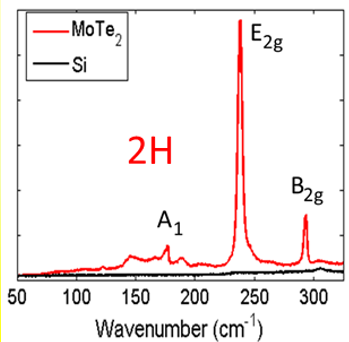 MoTe₂
Si
E₂g
2H
B₂g
A₁
50 100 150 200 250 300
Wavenumber (cm⁻¹)